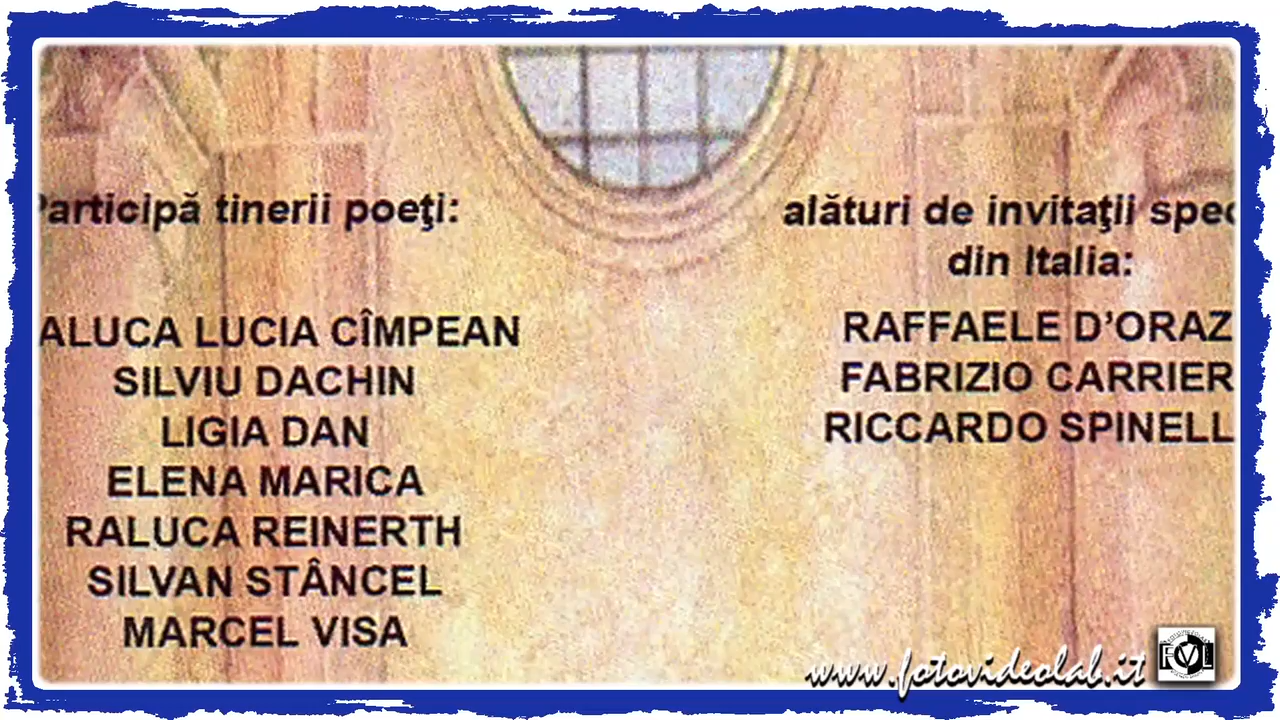 Participă tinerii poeţi:
ALUCA LUCIA CÎMPEAN
SILVIU DACHIN
LIGIA DAN
ELENA MARICA
RALUCA REINERTH
SILVAN STÂNCEL
MARCEL VISA
alături de invitaţii spec
din Italia:
RAFFAELE D’ORAZ
FABRIZIO CARRIER
RICCARDO SPINELL
www.fotovideolab.it
FVL